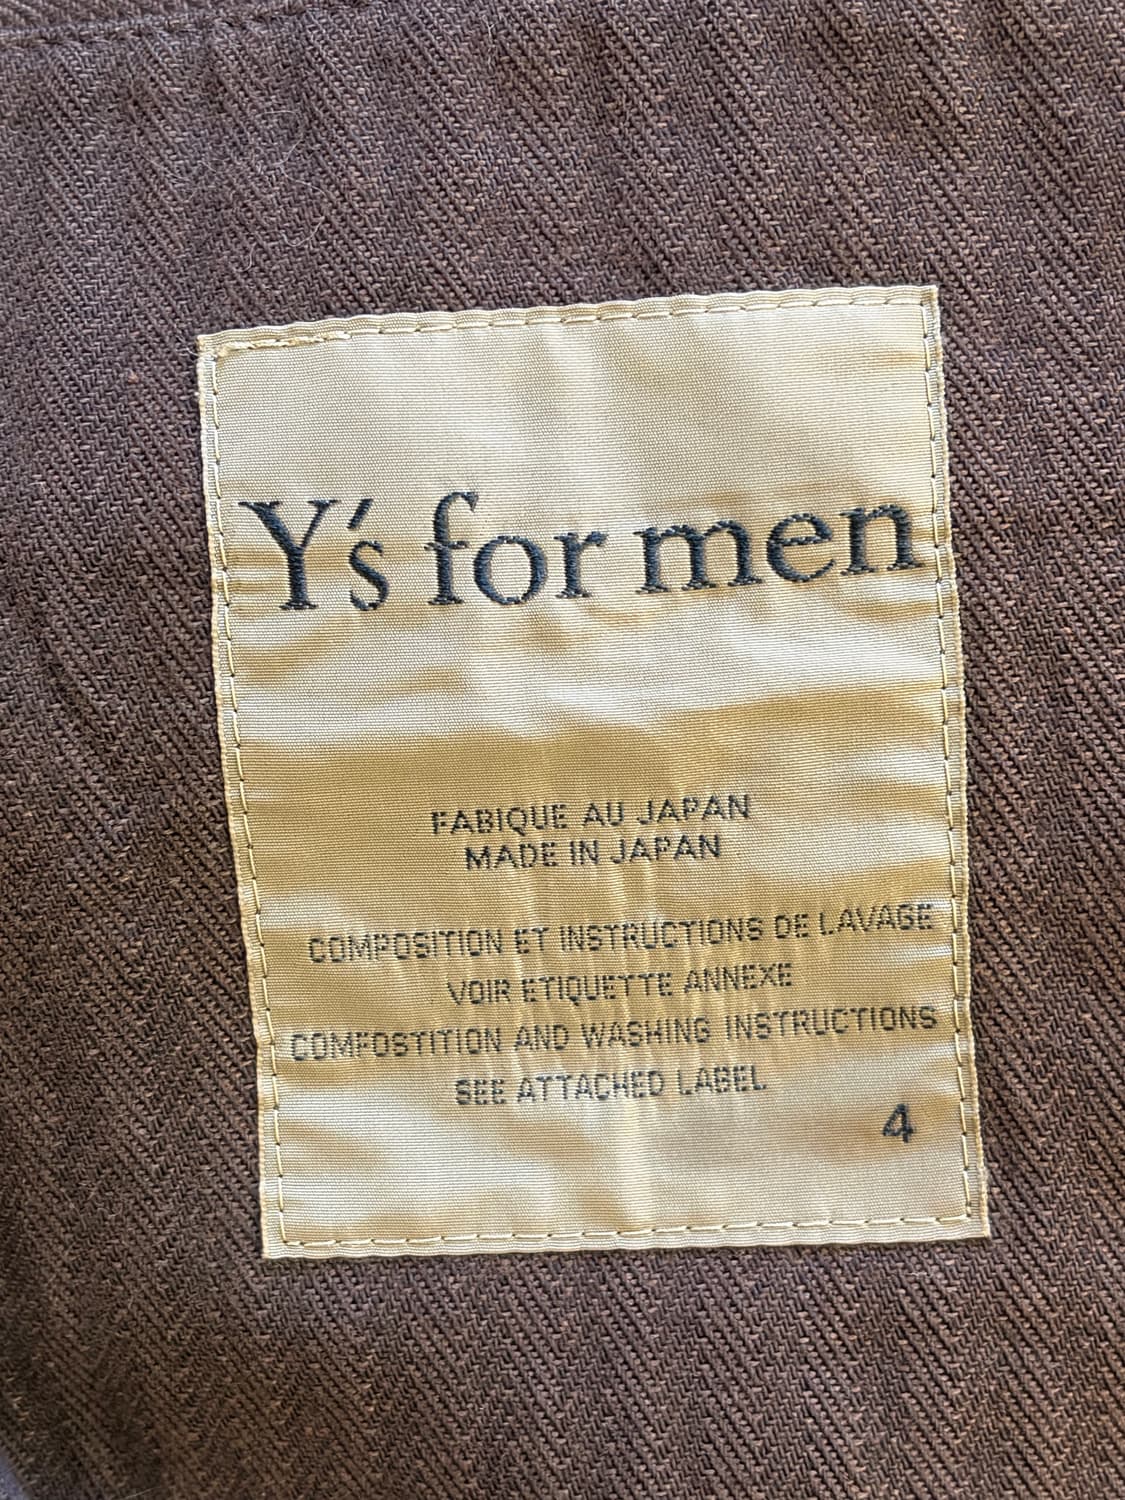 Y's for men
FABIQUE AU JAPAN
MADE IN JAPAN
COMPOSITION ET INSTRUCTIONS DE LAVAGE
VOIR ETIQUETTE ANNEXE
COMPOSTITION AND WASHING INSTRUCTIONS
SEE ATTACHED LABEL
4